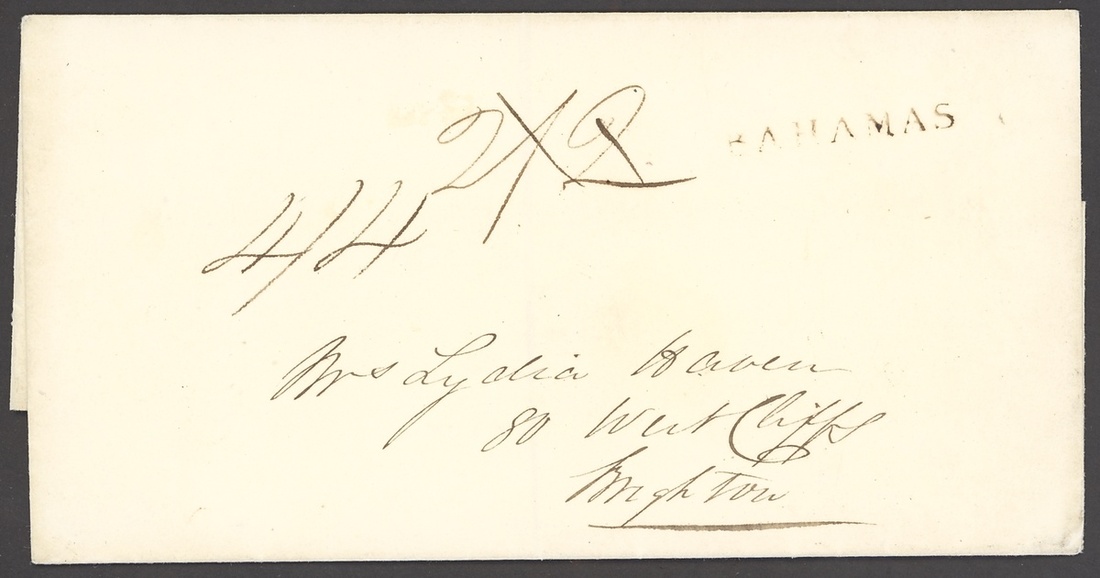 2/2
BAHAMAS
4/4
Mrs Lydia Haven
80 West Cliffs
Brighton